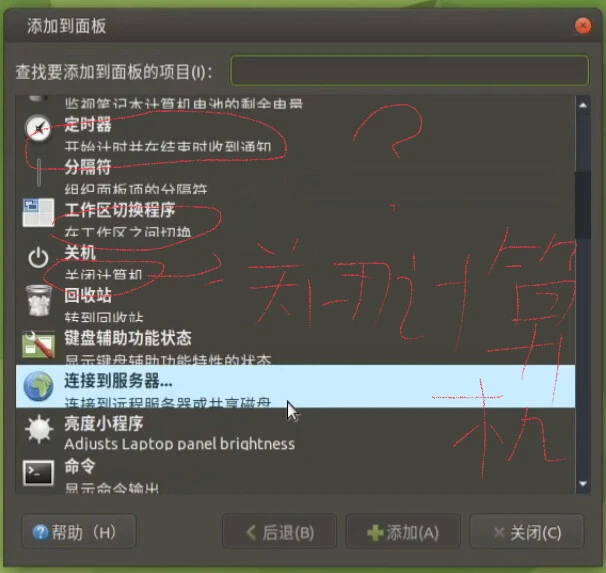 添加到面板
查找要添加到面板的项目(I)：
监视笔记本计算机电池的剩余电量
定时器
开始计时并在结束时收到通知
?
分隔符
组织面板项的分隔符
工作区切换程序
在工作区之间切换
关机
关闭计算机
关闭计算机
回收站
转到回收站
键盘辅助功能状态
显示键盘辅助功能特性的状态
连接到服务器...
连接到远程服务器或共享磁盘
亮度小程序
Adjusts Laptop panel brightness
命令
显示命令输出
帮助（H）
后退(B)
添加(A)
关闭(C)